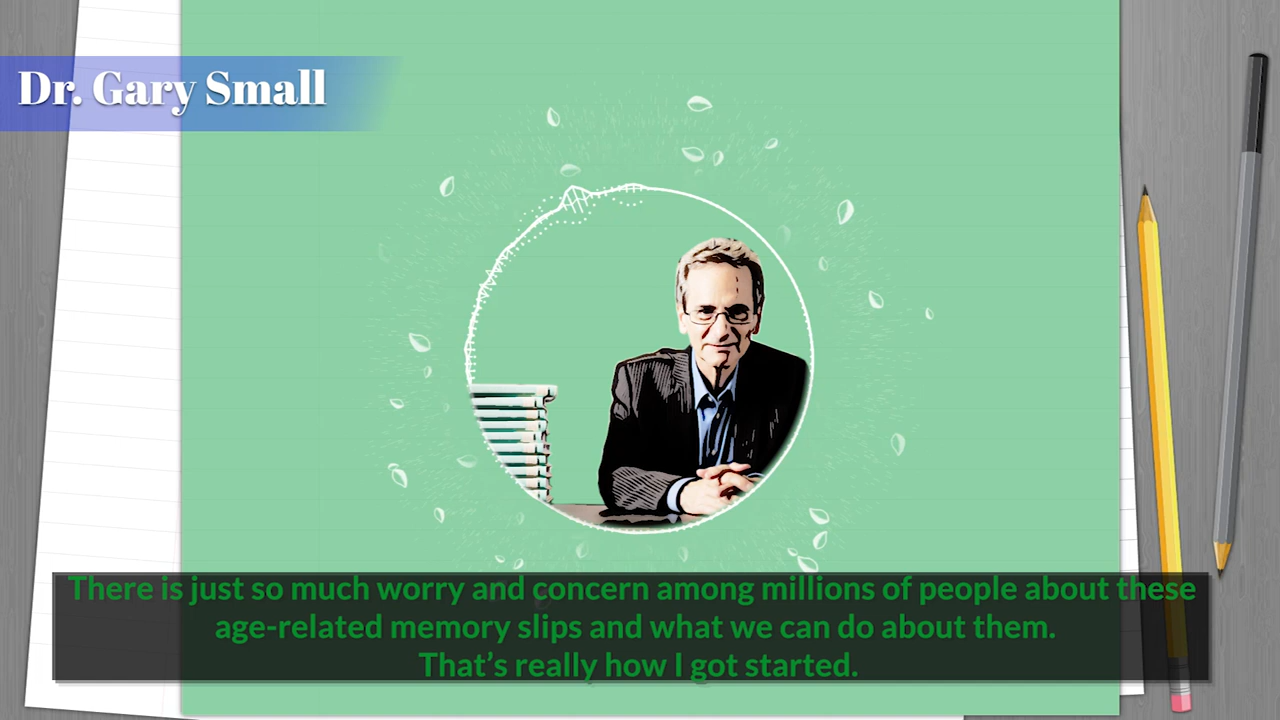 Dr. Gary Small
There is just so much worry and concern among millions of people about these
age-related memory slips and what we can do about them.
That’s really how I got started.